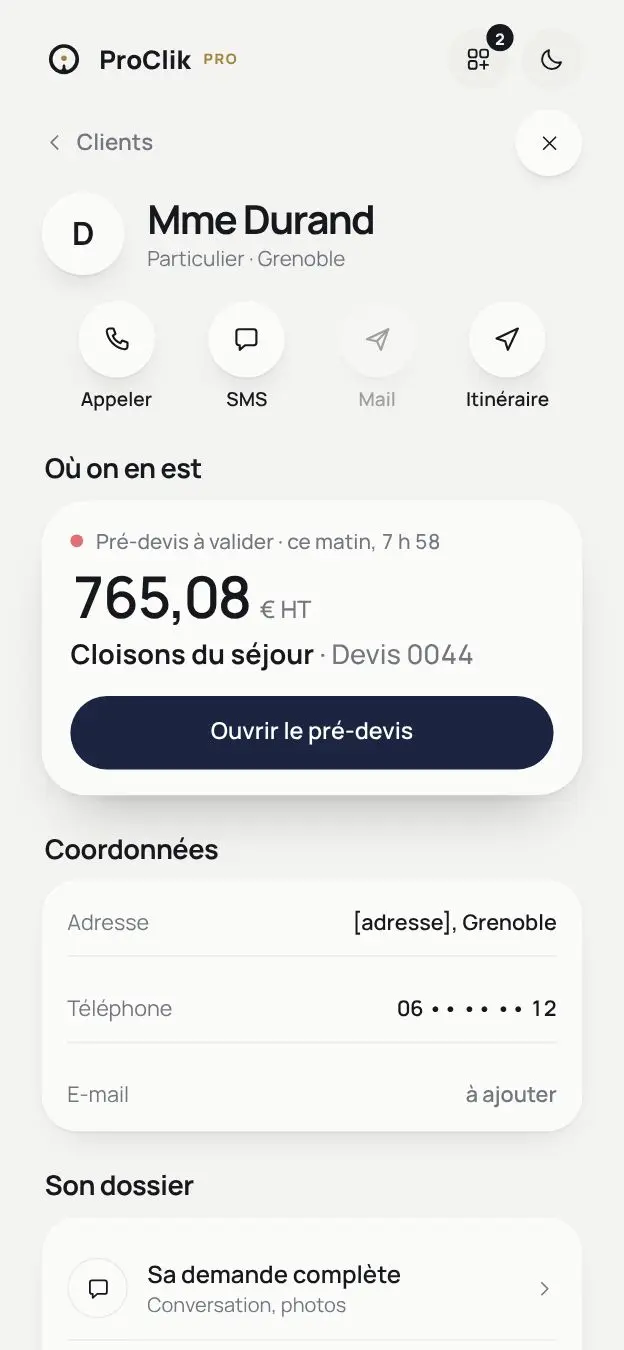 ProClik PRO
2
Clients
D
Mme Durand
Particulier · Grenoble
Appeler SMS Mail Itinéraire
Où on en est
Pré-devis à valider · ce matin, 7 h 58
765,08 € HT
Cloisons du séjour · Devis 0044
Ouvrir le pré-devis
Coordonnées
Adresse [adresse], Grenoble
Téléphone 06 •• •• •• 12
E-mail à ajouter
Son dossier
Sa demande complète
Conversation, photos